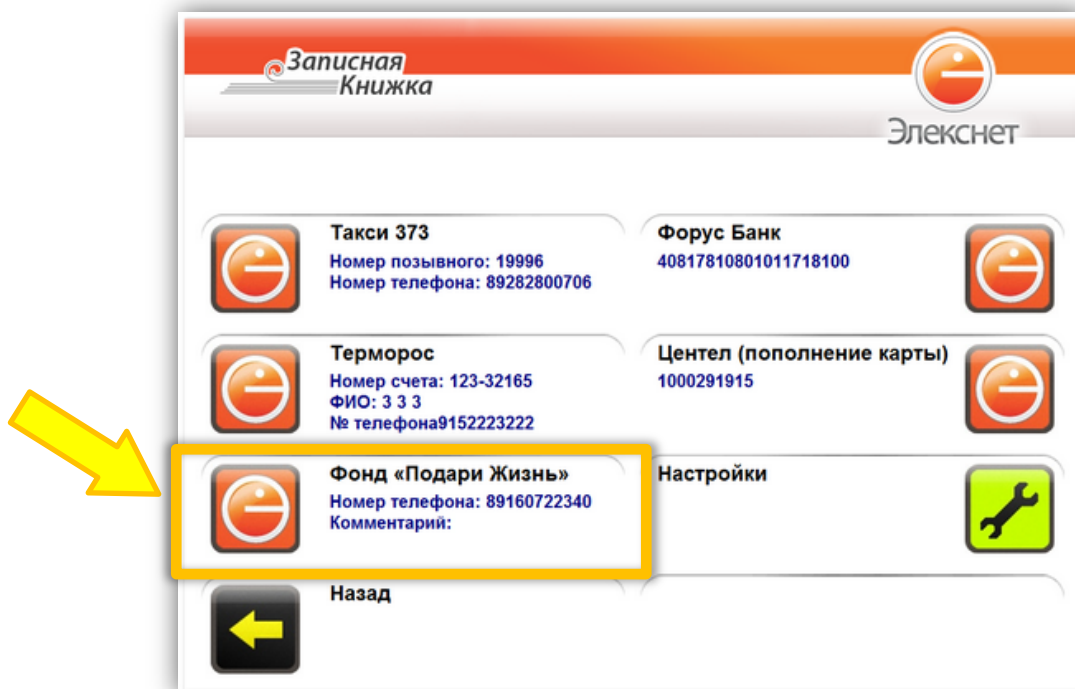 Записная
Книжка
Элекснет
Такси 373
Номер позывного: 19996
Номер телефона: 89282800706
Форус Банк
40817810801011718100
Терморос
Номер счета: 123-32165
ФИО: 3 3 3
№ телефона9152223222
Центел (пополнение карты)
1000291915
Фонд «Подари Жизнь»
Номер телефона: 89160722340
Комментарий:
Настройки
Назад